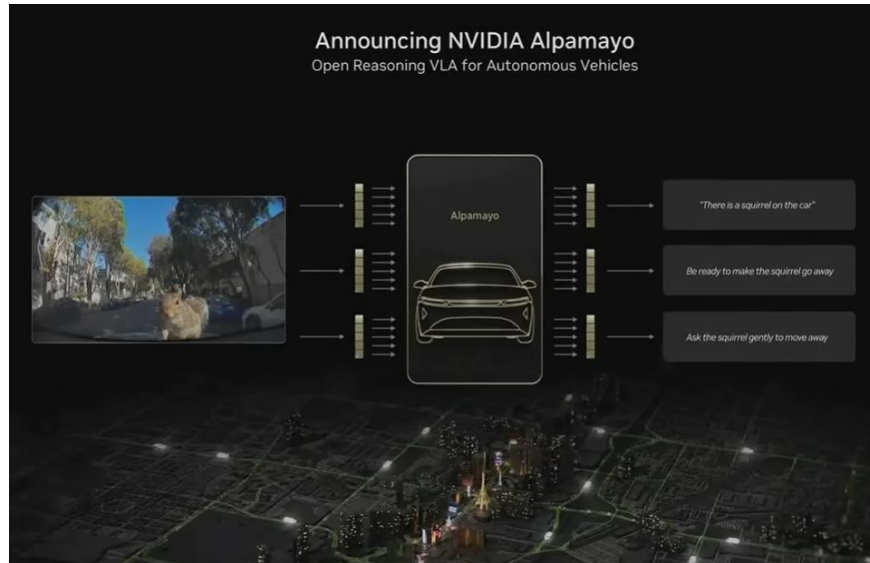 Announcing NVIDIA Alpamayo
Open Reasoning VLA for Autonomous Vehicles
Alpamayo
"There is a squirrel on the car"
Be ready to make the squirrel go away
Ask the squirrel gently to move away